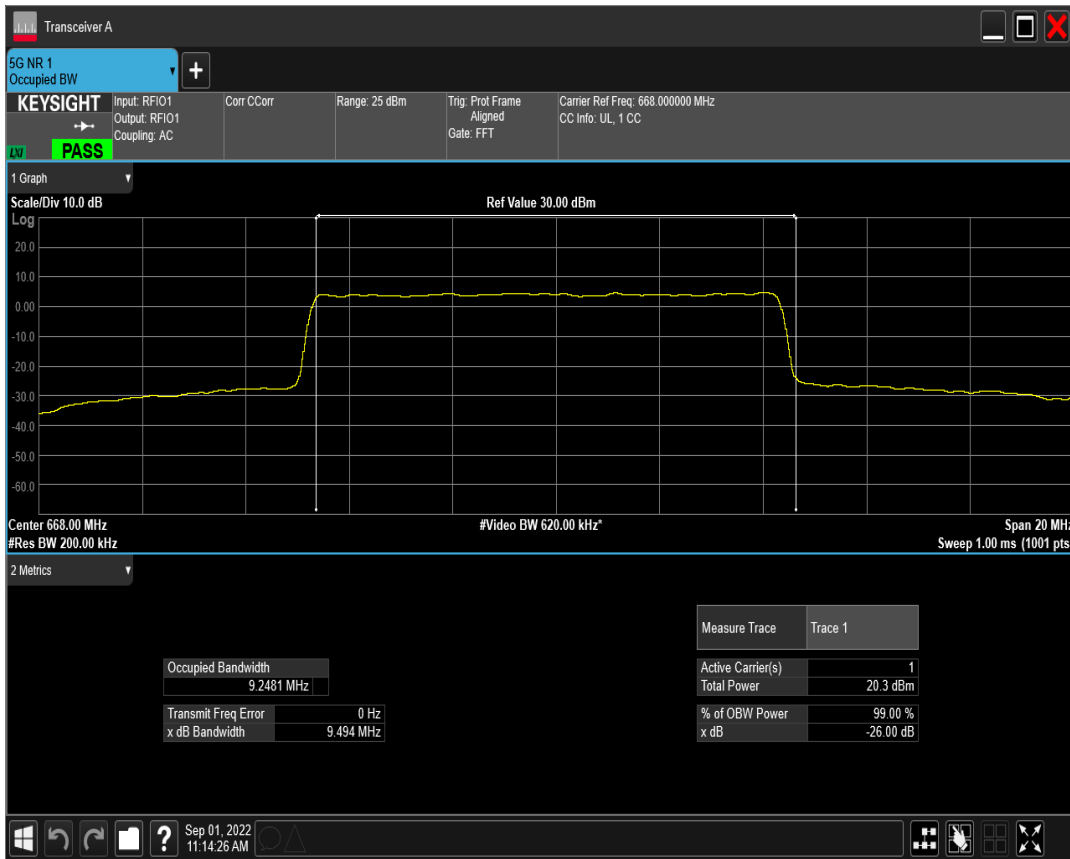 Transceiver A
5G NR 1
Occupied BW
+
KEYSIGHT
LXI
PASS
Input: RFIO1
Output: RFIO1
Coupling: AC
Corr CCorr
Range: 25 dBm
Trig: Prot Frame
Aligned
Gate: FFT
Carrier Ref Freq: 668.000000 MHz
CC Info: UL, 1 CC
1 Graph
Scale/Div 10.0 dB
Ref Value 30.00 dBm
Log
20.0
10.0
0.00
-10.0
-20.0
-30.0
-40.0
-50.0
-60.0
Center 668.00 MHz
#Video BW 620.00 kHz*
Span 20 MHz
#Res BW 200.00 kHz
Sweep 1.00 ms (1001 pts
2 Metrics
Measure Trace Trace 1
Occupied Bandwidth
9.2481 MHz
Active Carrier(s) 1
Total Power 20.3 dBm
Transmit Freq Error 0 Hz
x dB Bandwidth 9.494 MHz
% of OBW Power 99.00 %
x dB -26.00 dB
?
Sep 01, 2022
11:14:26 AM